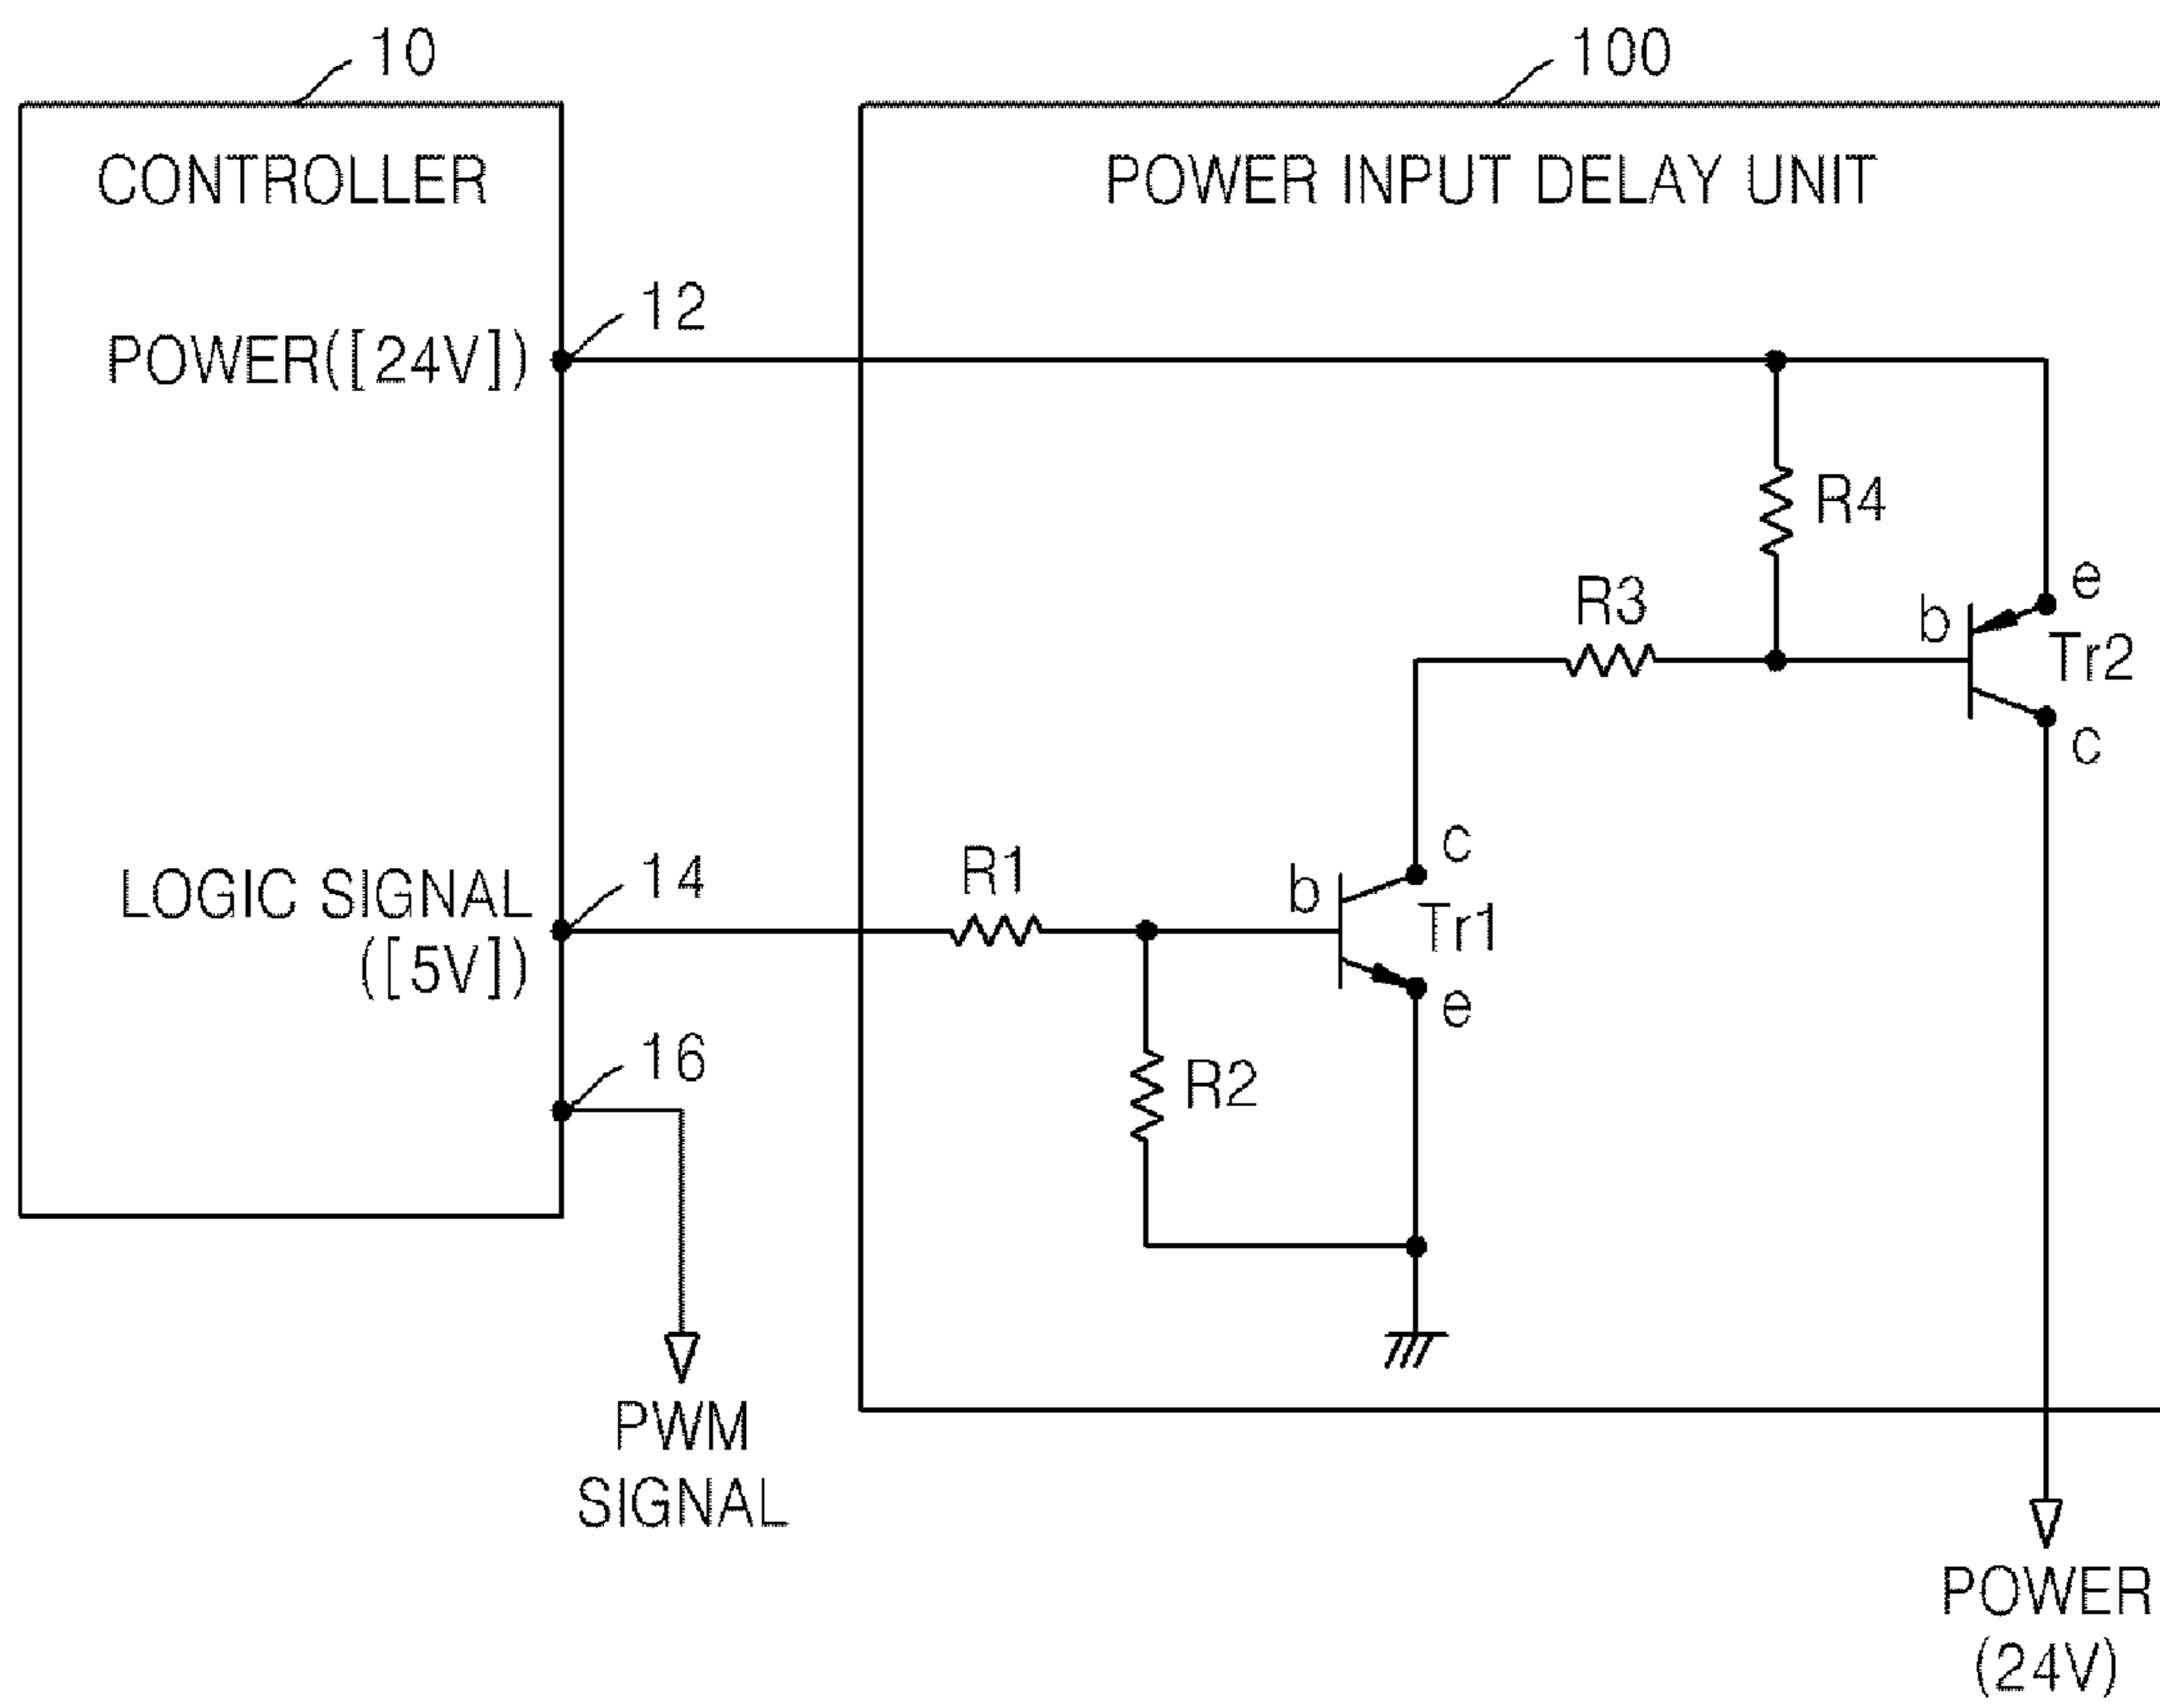 10
100
CONTROLLER
POWER INPUT DELAY UNIT
12
POWER([24V])
R4
R3
e
b
Tr2
c
14
R1
LOGIC SIGNAL
([5V])
b
c
Tr1
e
16
R2
PWM
SIGNAL
POWER
(24V)